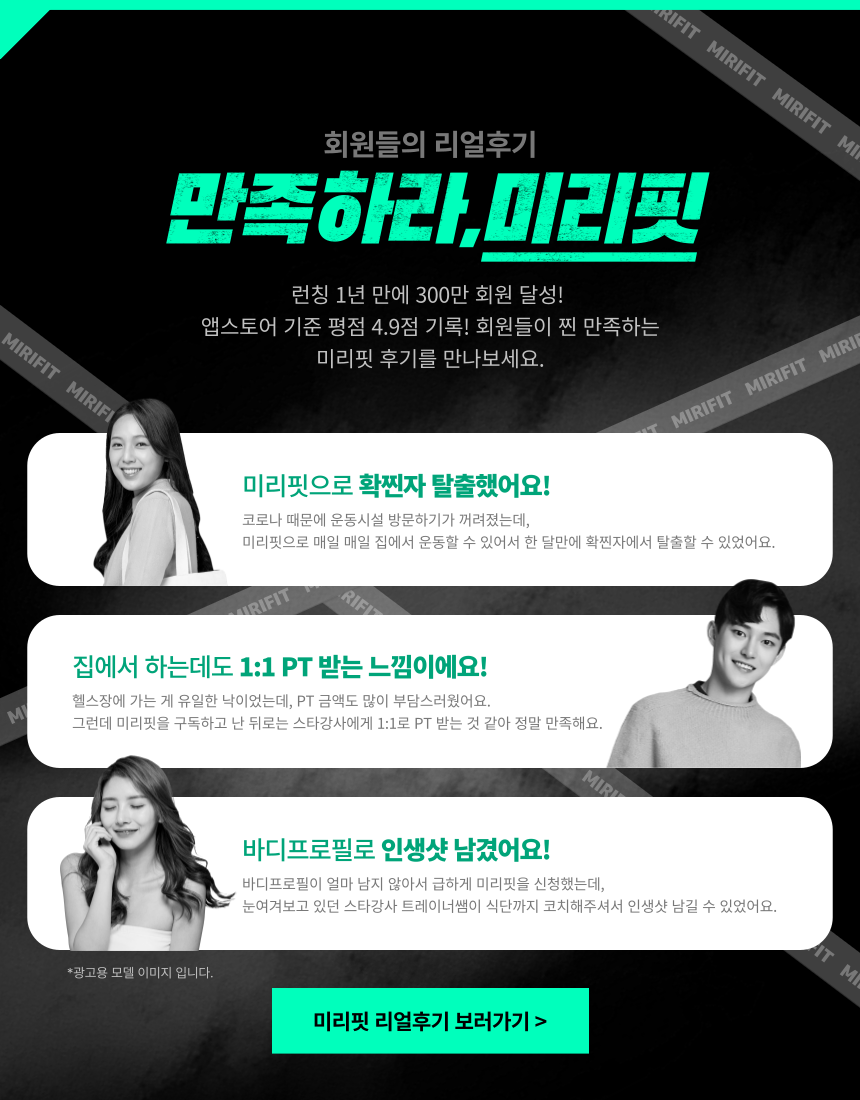 MIRIFIT MIRIFIT MIRIFIT
회원들의 리얼후기
만족하라,미리핏
런칭 1년 만에 300만 회원 달성!
앱스토어 기준 평점 4.9점 기록! 회원들이 찐 만족하는
미리핏 후기를 만나보세요.
MIRIFIT MIRIFIT
MIRIFIT MIRIFIT MIRIFIT
미리핏으로 확찐자 탈출했어요!
코로나 때문에 운동시설 방문하기가 꺼려졌는데,
미리핏으로 매일 매일 집에서 운동할 수 있어서 한 달만에 확찐자에서 탈출할 수 있었어요.
MIRIFIT
집에서 하는데도 1:1 PT 받는 느낌이에요!
헬스장에 가는 게 유일한 낙이었는데, PT 금액도 많이 부담스러웠어요.
그런데 미리핏을 구독하고 난 뒤로는 스타강사에게 1:1로 PT 받는 것 같아 정말 만족해요.
바디프로필로 인생샷 남겼어요!
바디프로필이 얼마 남지 않아서 급하게 미리핏을 신청했는데,
눈여겨보고 있던 스타강사 트레이너쌤이 식단까지 코치해주셔서 인생샷 남길 수 있었어요.
*광고용 모델 이미지 입니다.
미리핏 리얼후기 보러가기 >